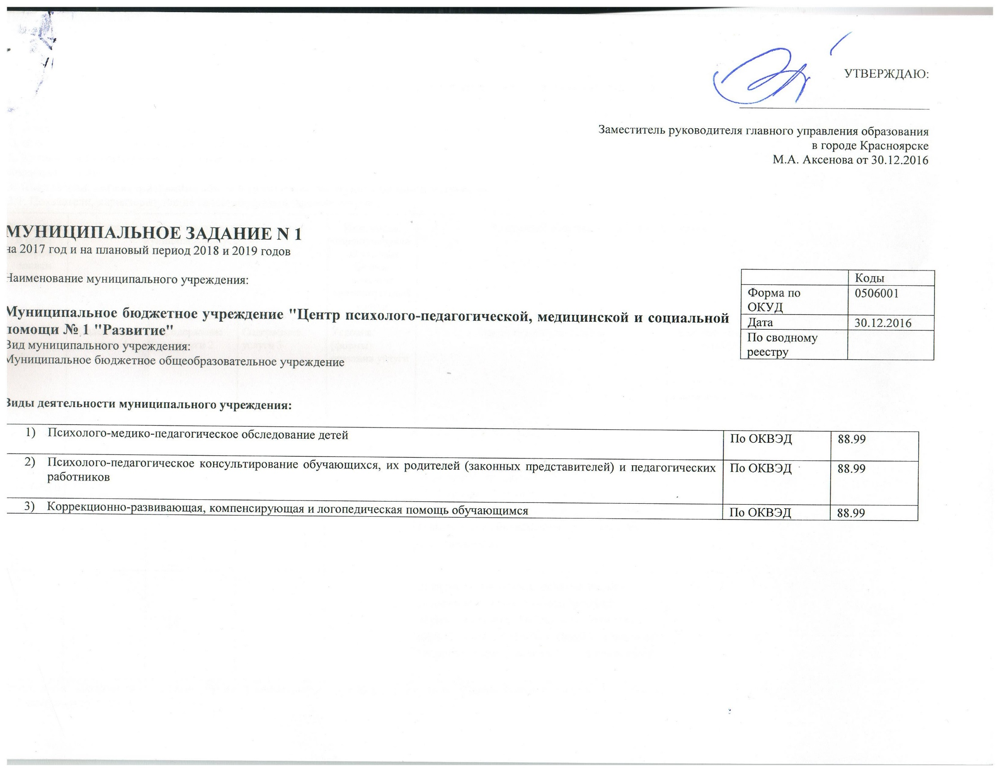 УТВЕРЖДАЮ:
Заместитель руководителя главного управления образования
в городе Красноярске
М.А. Аксенова от 30.12.2016
МУНИЦИПАЛЬНОЕ ЗАДАНИЕ N 1
на 2017 год и на плановый период 2018 и 2019 годов
Наименование муниципального учреждения:
Коды
Форма по
ОКУД
0506001
Дата
30.12.2016
По сводному
реестру
Муниципальное бюджетное учреждение "Центр психолого-педагогической, медицинской и социальной
помощи № 1 "Развитие"
Вид муниципального учреждения:
Муниципальное бюджетное общеобразовательное учреждение
Виды деятельности муниципального учреждения:
1) Психолого-медико-педагогическое обследование детей
По ОКВЭД
88.99
2) Психолого-педагогическое консультирование обучающихся, их родителей (законных представителей) и педагогических
работников
По ОКВЭД
88.99
3) Коррекционно-развивающая, компенсирующая и логопедическая помощь обучающимся
По ОКВЭД
88.99